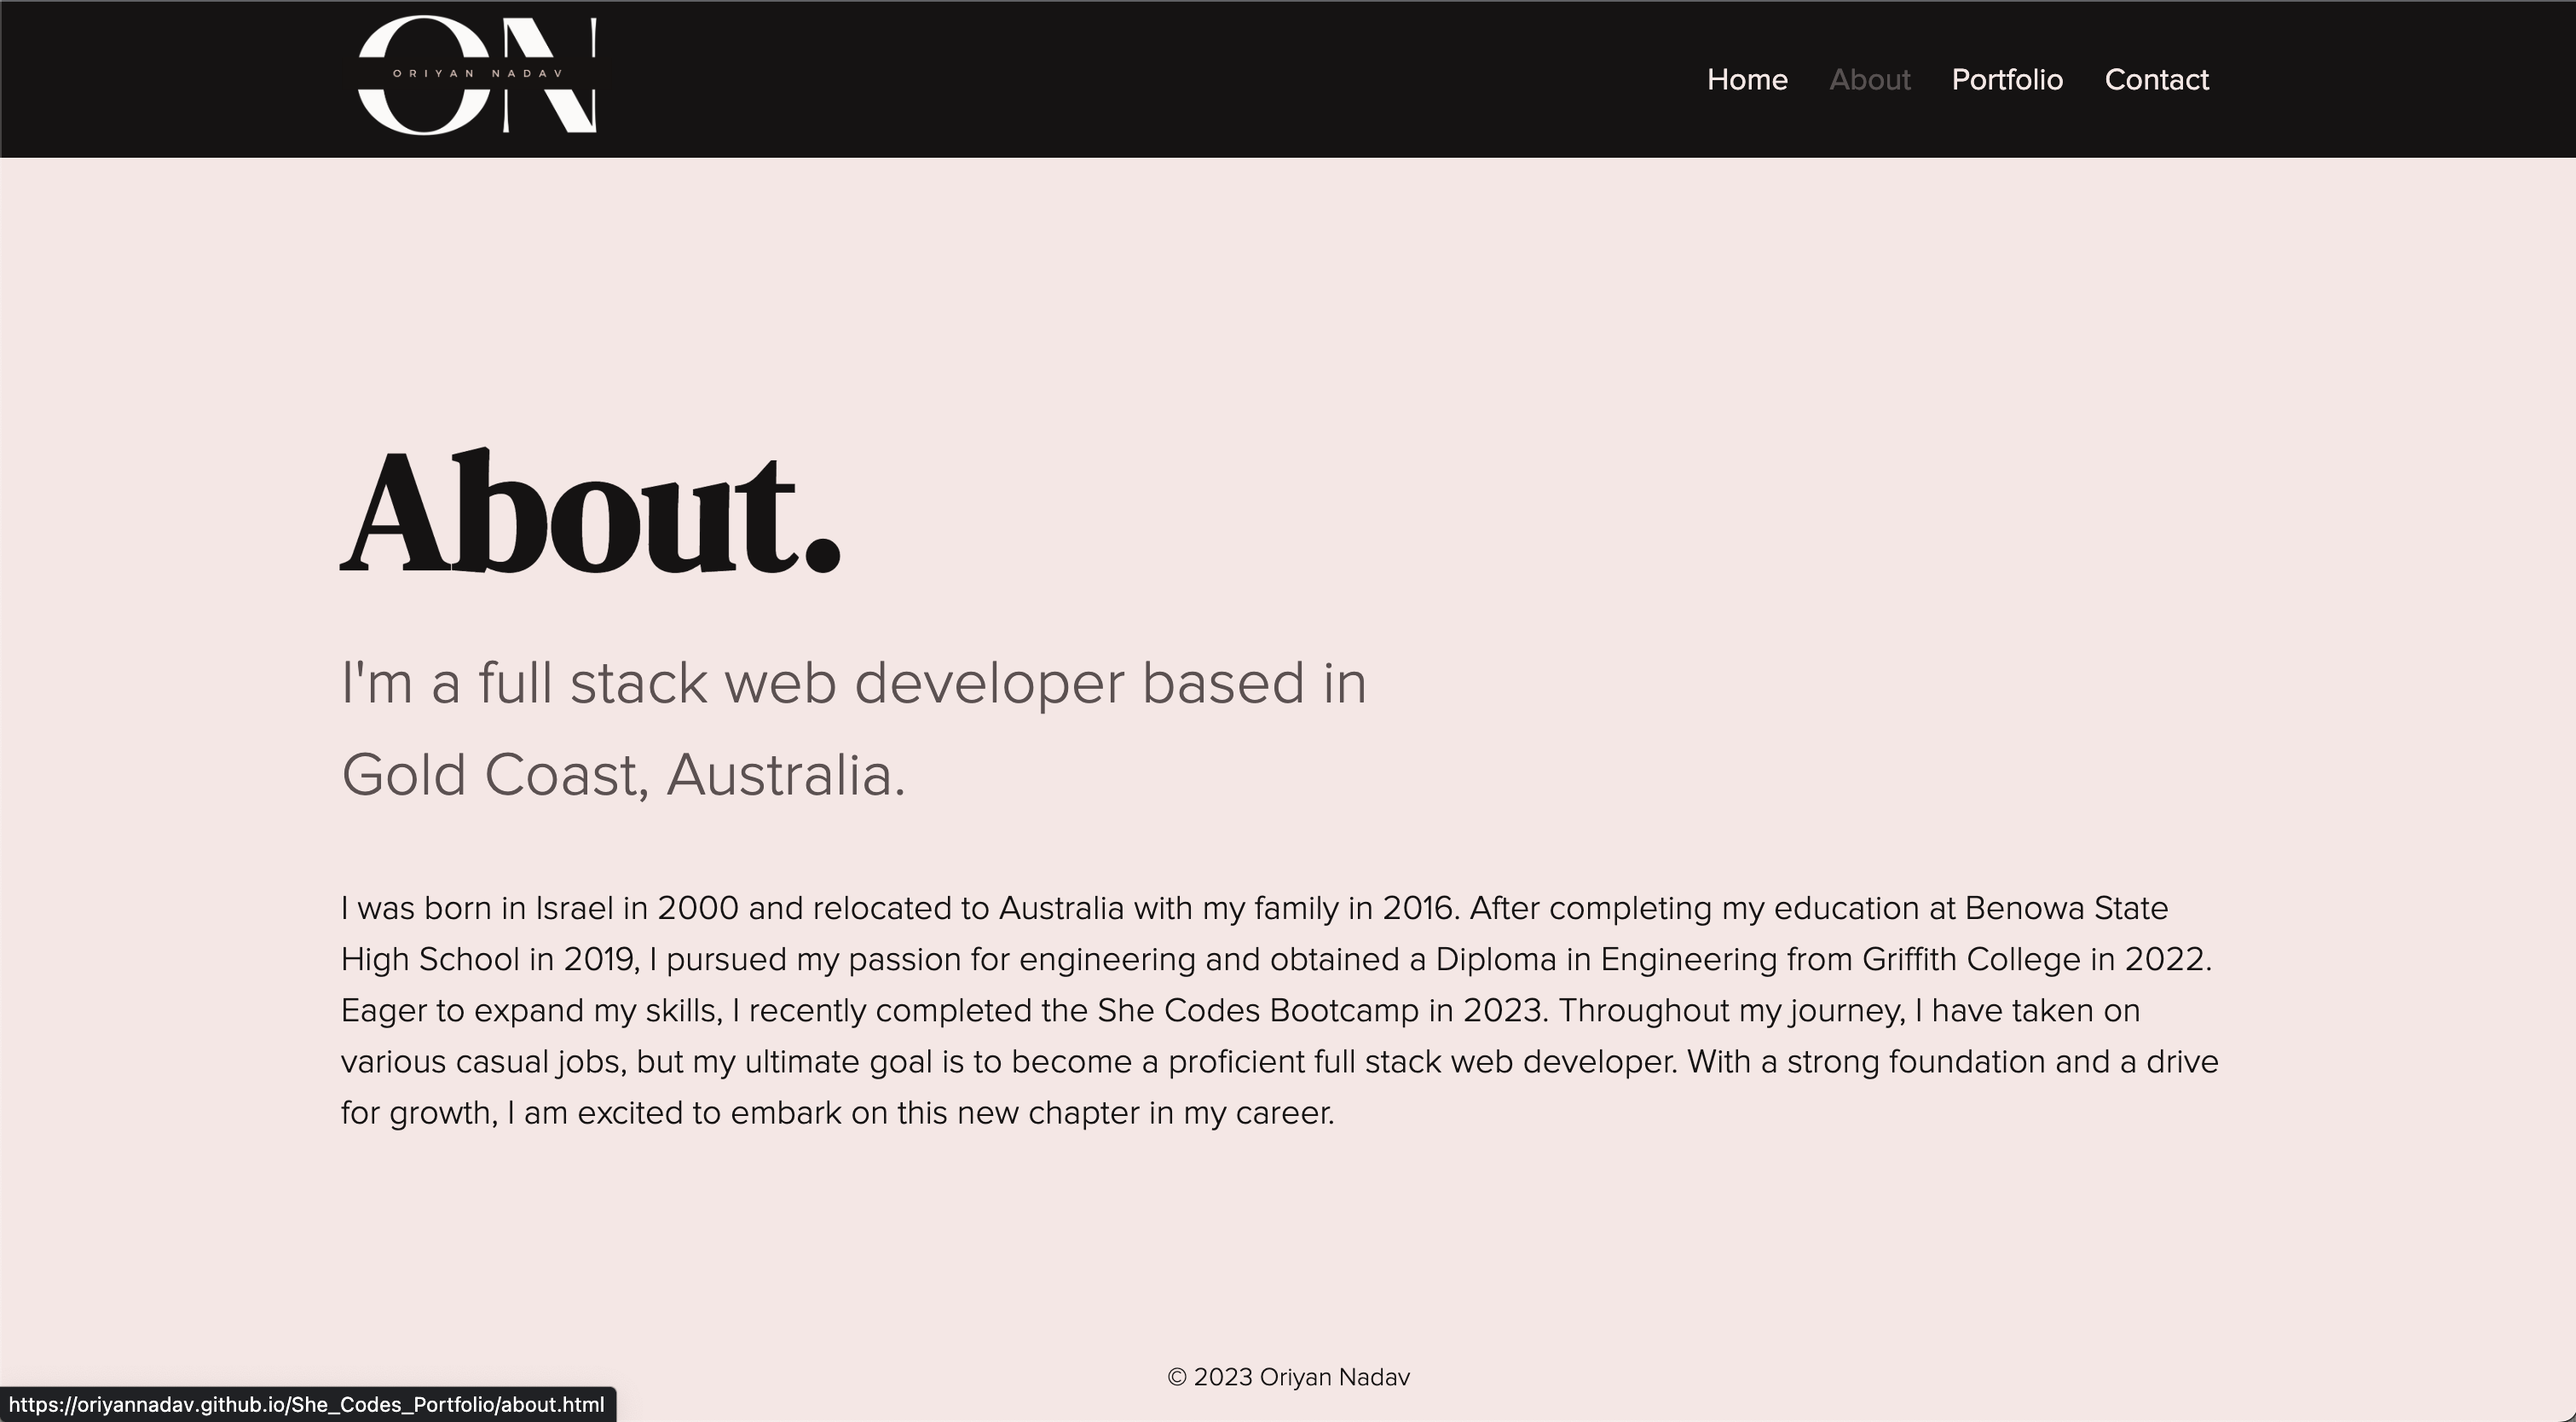 ON
ORIYAN NADAV
Home About Portfolio Contact
About.
I'm a full stack web developer based in
Gold Coast, Australia.
I was born in Israel in 2000 and relocated to Australia with my family in 2016. After completing my education at Benowa State
High School in 2019, I pursued my passion for engineering and obtained a Diploma in Engineering from Griffith College in 2022.
Eager to expand my skills, I recently completed the She Codes Bootcamp in 2023. Throughout my journey, I have taken on
various casual jobs, but my ultimate goal is to become a proficient full stack web developer. With a strong foundation and a drive
for growth, I am excited to embark on this new chapter in my career.
© 2023 Oriyan Nadav
https://oriyannadav.github.io/She_Codes_Portfolio/about.html